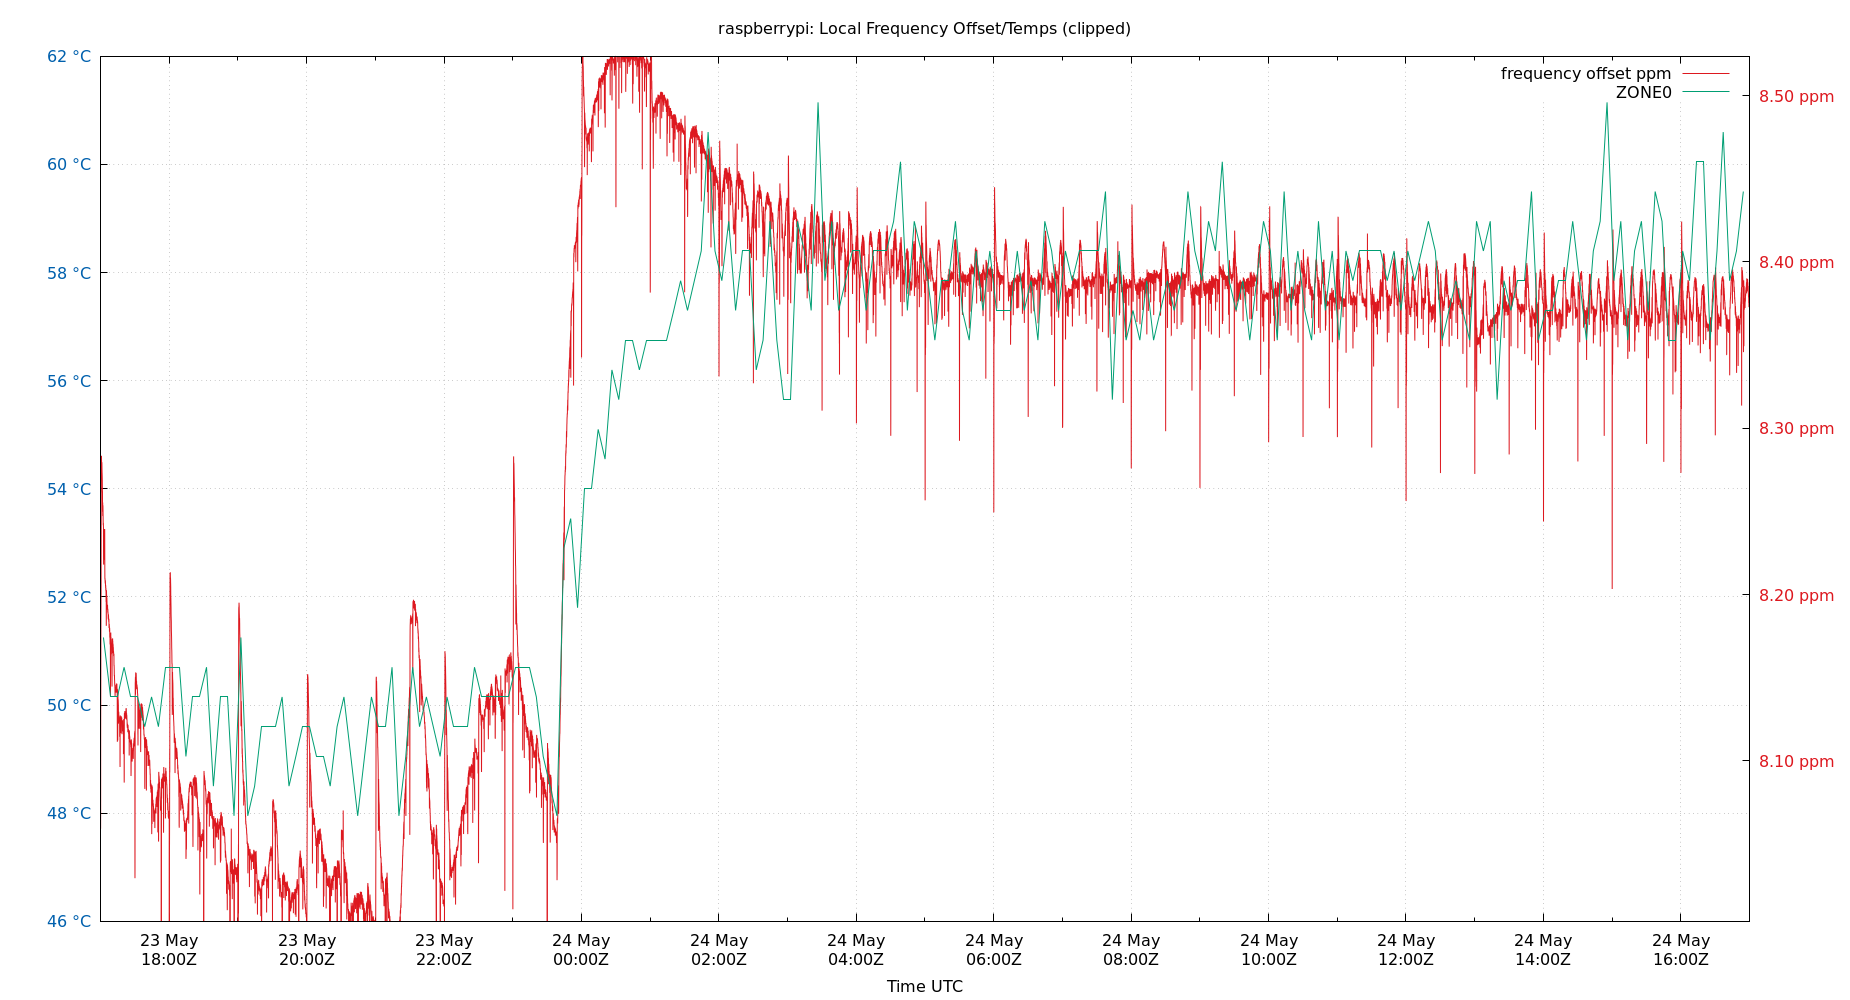 raspberrypi: Local Frequency Offset/Temps (clipped)
frequency offset ppm
ZONE0
62 °C
60 °C
58 °C
56 °C
54 °C
52 °C
50 °C
48 °C
46 °C
8.50 ppm
8.40 ppm
8.30 ppm
8.20 ppm
8.10 ppm
23 May 23 May 23 May 24 May 24 May 24 May 24 May 24 May 24 May 24 May 24 May 24 May
18:00Z 20:00Z 22:00Z 00:00Z 02:00Z 04:00Z 06:00Z 08:00Z 10:00Z 12:00Z 14:00Z 16:00Z
Time UTC